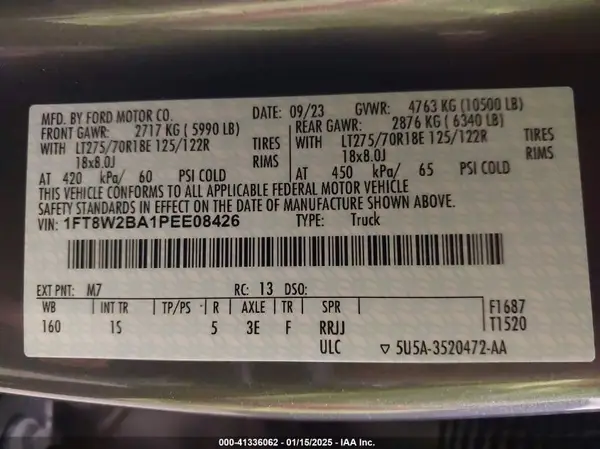 MFD. BY FORD MOTOR CO. DATE: 09/23 GVWR: 4763 KG (10500 LB)
FRONT GAWR: 2717 KG ( 5990 LB) REAR GAWR: 2876 KG ( 6340 LB)
WITH LT275/70R18E 125/122R TIRES WITH LT275/70R18E 125/122R TIRES
18x8.0J RIMS 18x8.0J RIMS
AT 420 kPa/ 60 PSI COLD AT 450 kPa/ 65 PSI COLD
THIS VEHICLE CONFORMS TO ALL APPLICABLE FEDERAL MOTOR VEHICLE
SAFETY STANDARDS IN EFFECT ON THE DATE OF MANUFACTURE SHOWN ABOVE.
VIN: 1FT8W2BA1PEE08426 TYPE: Truck
EXT PNT: M7 RC: 13 DSO:
WB INT TR TP/PS R AXLE TR SPR F1687
160 1S 5 3E F RRJJ T1520
ULC ▽ 5U5A-3520472-AA
000-41336062 - 01/15/2025 - IAA Inc.